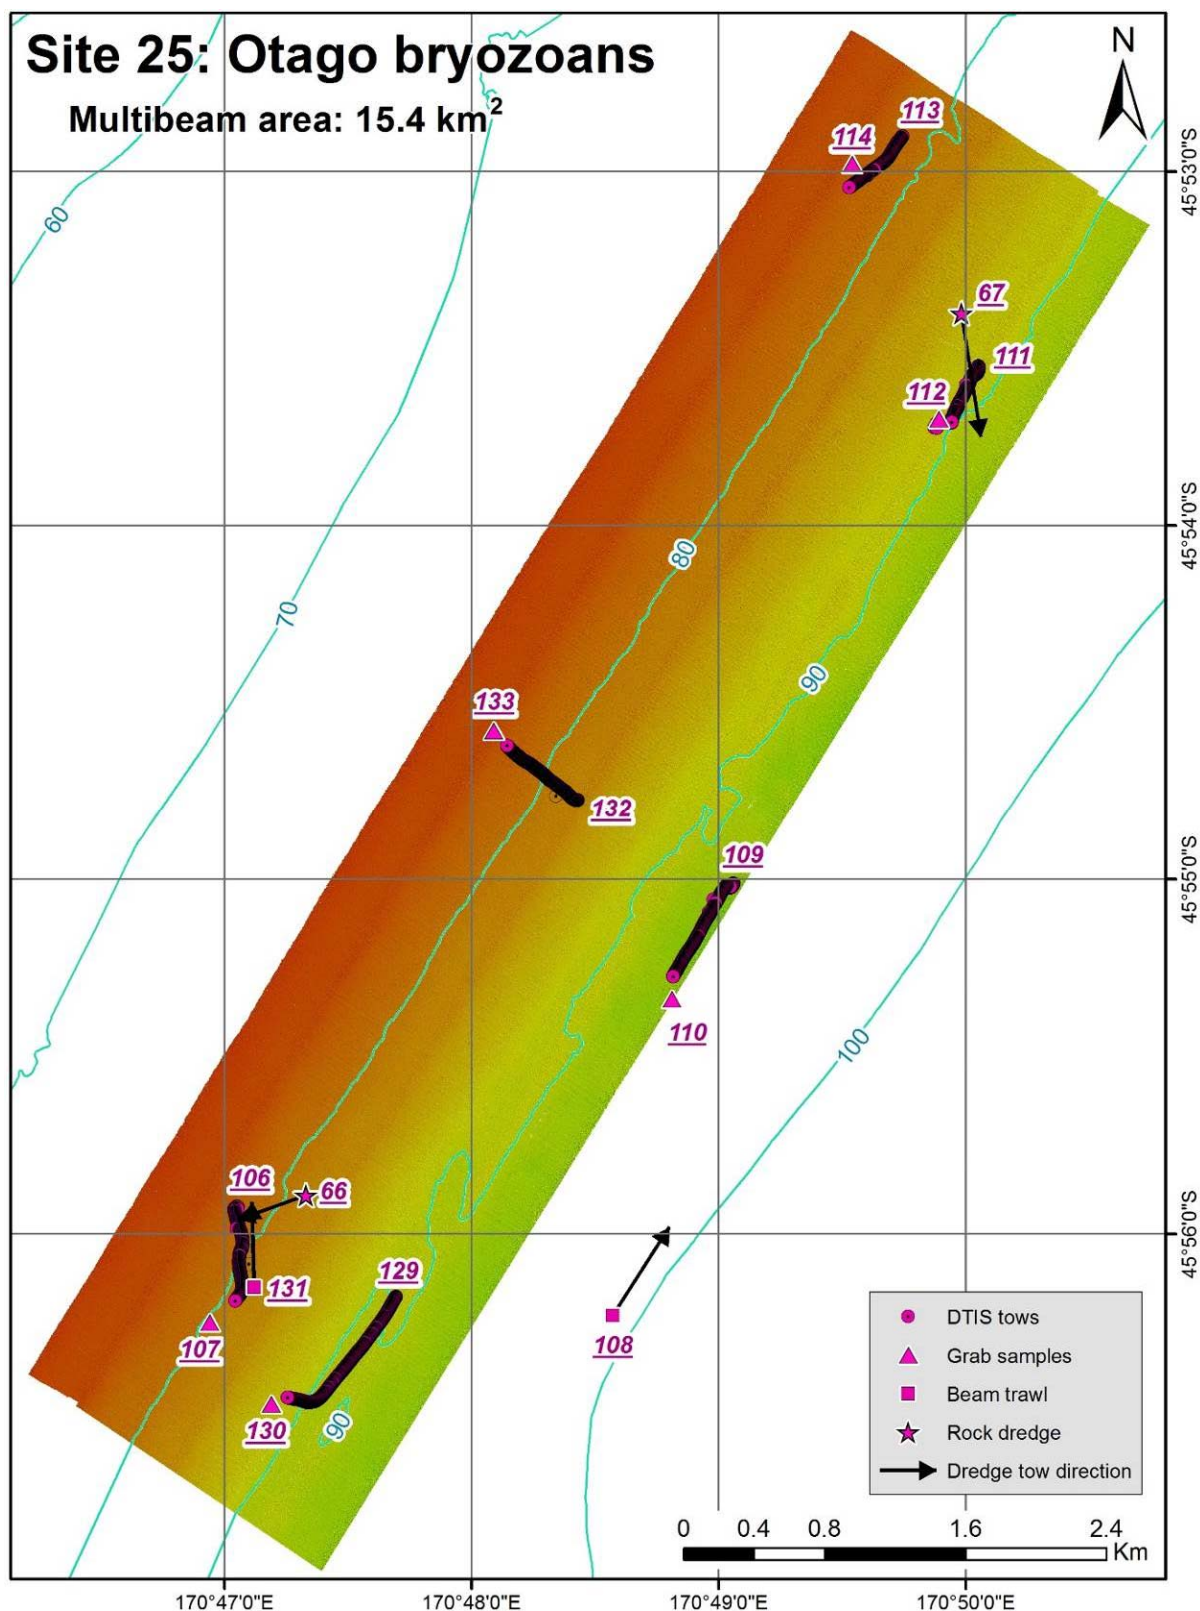 Site 25: Otago bryozoans
Multibeam area: 15.4 km2
N
113
114
45°53'0"S
60
67
111
112
45°54'0"S
80
70
90
133
132
109
45°55'0"S
110
100
106
66
45°56'0"S
129
131
108
107
130
90
DTIS tows
Grab samples
Beam trawl
Rock dredge
Dredge tow direction
0 0.4 0.8 1.6 2.4
Km
170°47'0"E 170°48'0"E 170°49'0"E 170°50'0"E